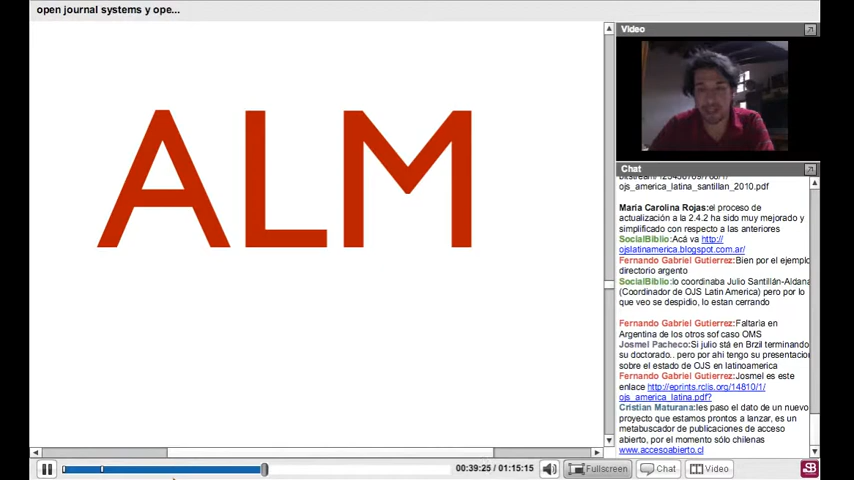 open journal systems y ope...
ALM
Video
Chat
ojs_america_latina_santillan_2010.pdf
María Carolina Rojas:el proceso de
actualización a la 2.4.2 ha sido muy mejorado y
simplificado con respecto a las anteriores
SocialBiblio:Acá va http://
ojslatinamerica.blogspot.com.ar/
Fernando Gabriel Gutierrez:Bien por el ejemplo
directorio argento
SocialBiblio:lo coordinaba Julio Santillán-Aldana
(Coordinador de OJS Latin America) pero por lo
que veo se despidio, lo estan cerrando
Fernando Gabriel Gutierrez:Faltaría en
Argentina de los otros sof caso OMS
Josmel Pacheco:Si julio stá en Brzil terminando
su doctorado.. pero por ahi tengo su presentacion
sobre el estado de OJS en latinoamerica
Fernando Gabriel Gutierrez:Josmel es este
enlace http://eprints.rclis.org/14810/1/
ojs_america_latina.pdf?
Cristian Maturana:les paso el dato de un nuevo
proyecto que estamos prontos a lanzar, es un
metabuscador de publicaciones de acceso
abierto, por el momento sólo chilenas
www.accesoabierto.cl
00:39:25 / 01:15:15
Fullscreen
Chat
Video
SB